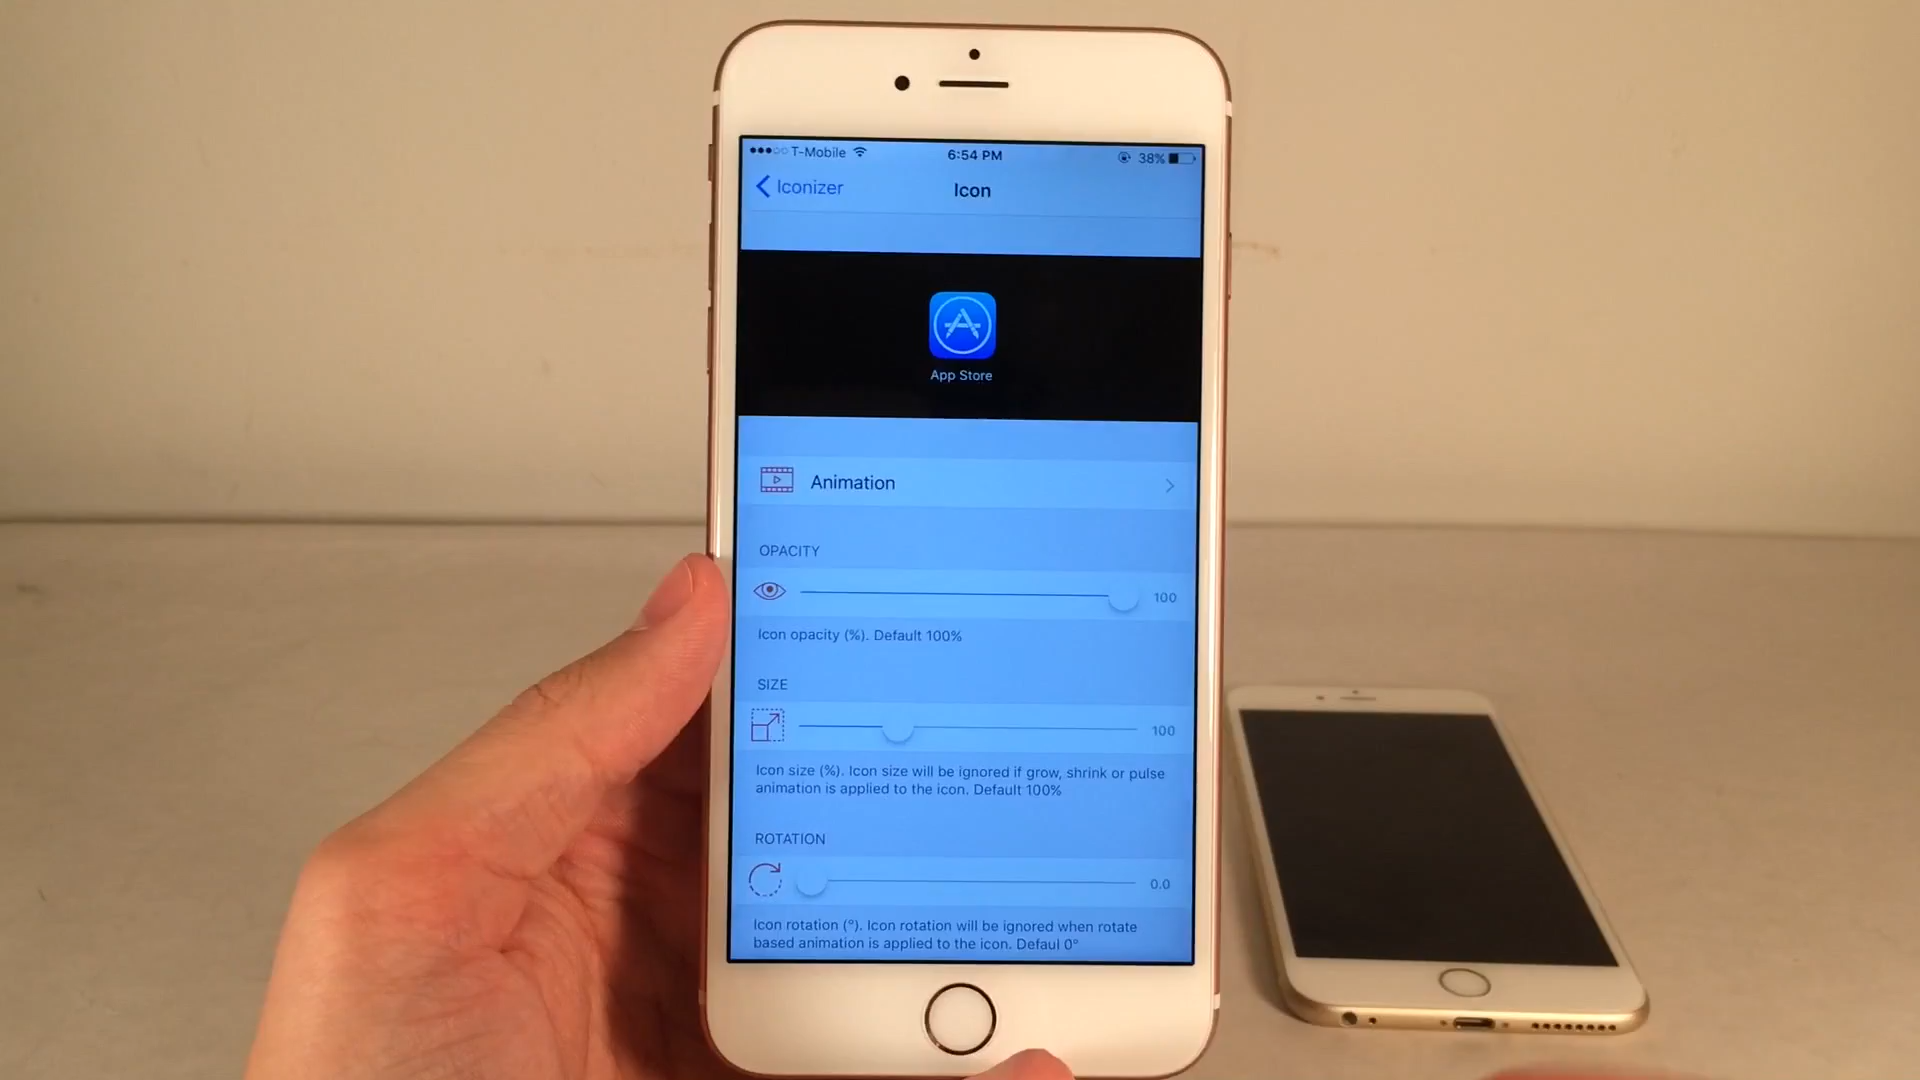 T-Mobile 6:54 PM 38%
Iconizer Icon
App Store
Animation
OPACITY
100
Icon opacity (%). Default 100%
SIZE
100
Icon size (%). Icon size will be ignored if grow, shrink or pulse
animation is applied to the icon. Default 100%
ROTATION
0.0
Icon rotation (°). Icon rotation will be ignored when rotate
based animation is applied to the icon. Defaul 0°